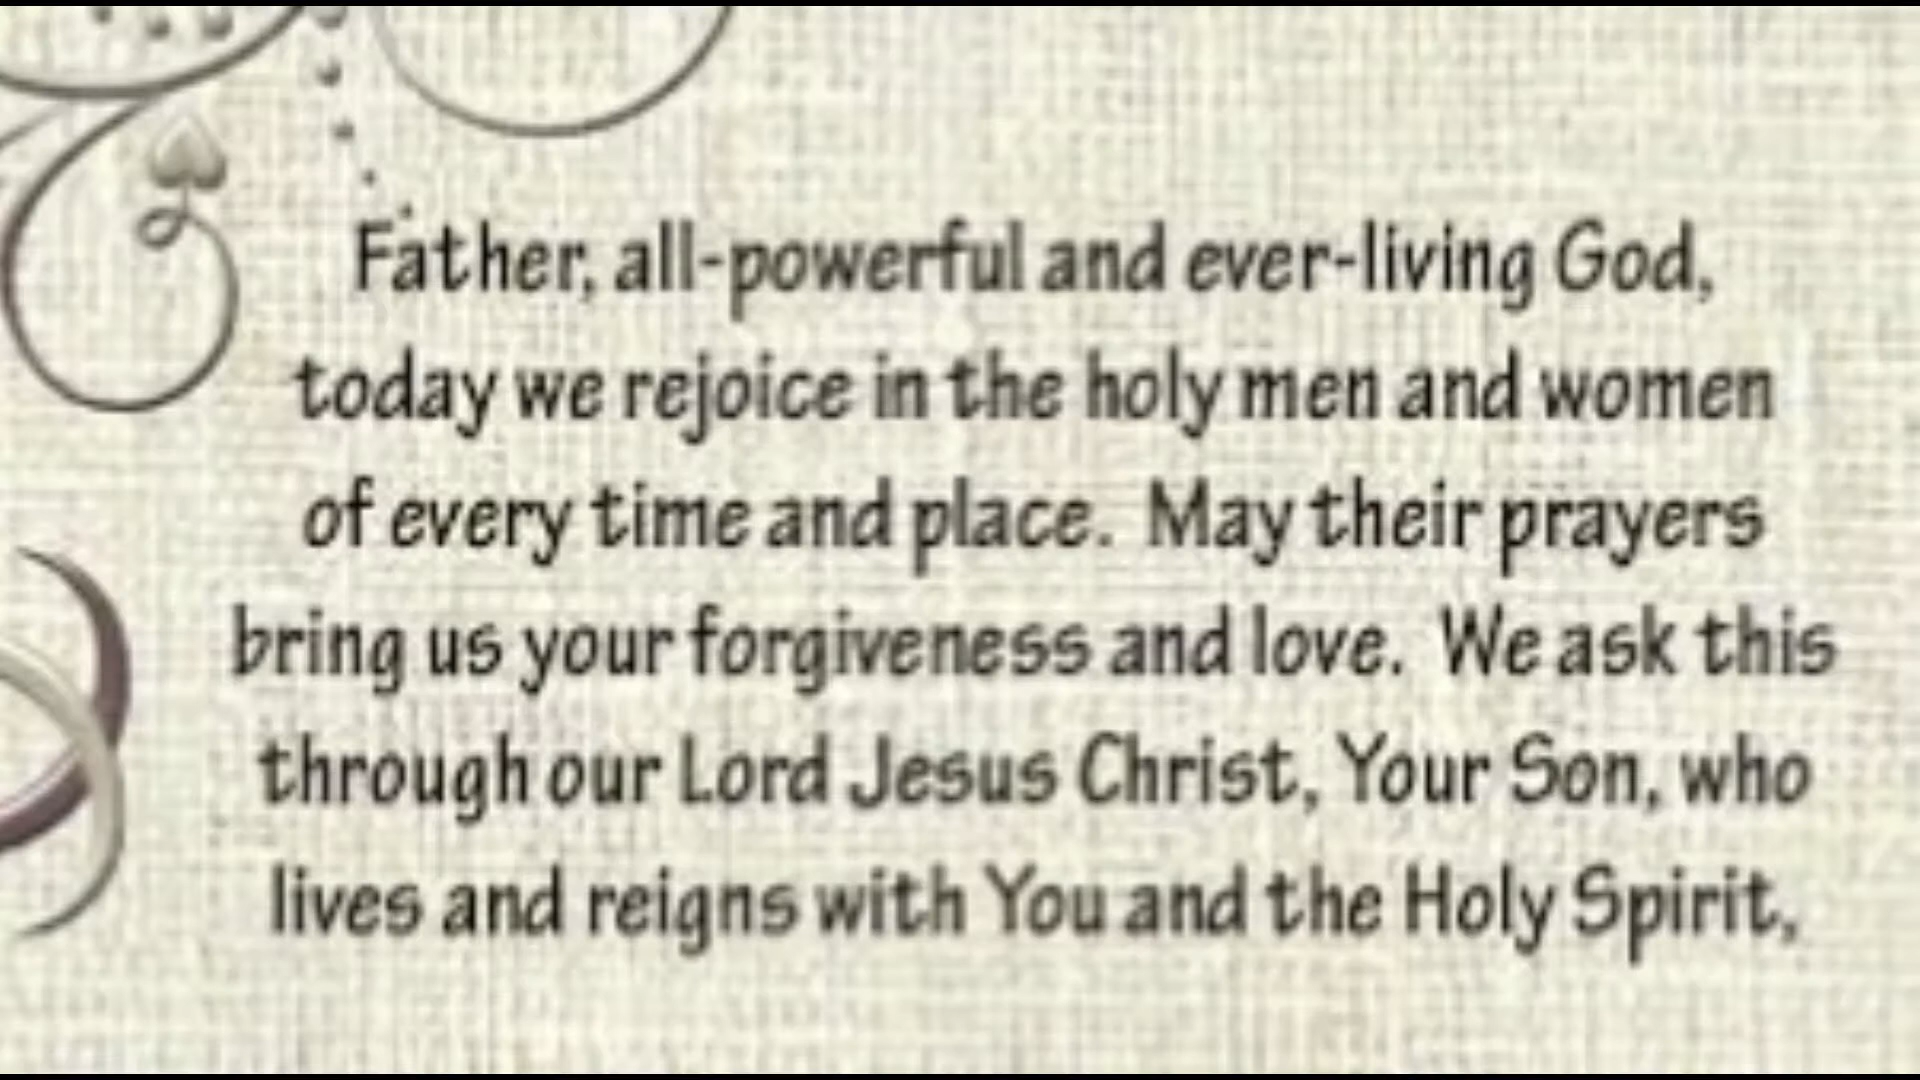 Father, all-powerful and ever-living God,
today we rejoice in the holy men and women
of every time and place. May their prayers
bring us your forgiveness and love. We ask this
through our Lord Jesus Christ, Your Son, who
lives and reigns with You and the Holy Spirit,